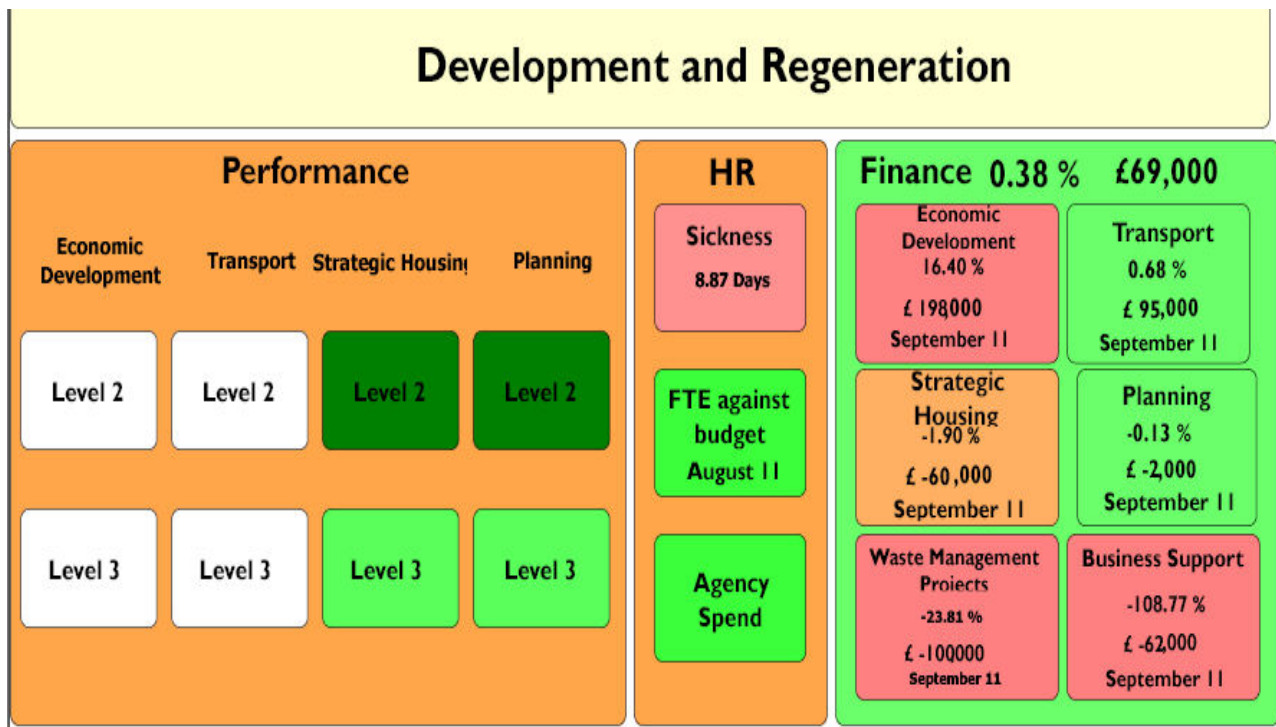 Development and Regeneration
Performance
Economic Development
Transport
Strategic Housing
Planning
Level 2
Level 2
Level 2
Level 2
Level 3
Level 3
Level 3
Level 3
HR
Sickness
8.87 Days
FTE against
budget
August 11
Agency
Spend
Finance 0.38 % £69,000
Economic
Development
16.40 %
£ 198,000
September 11
Transport
0.68 %
£ 95,000
September 11
Strategic
Housing
-1.90 %
£ -60,000
September 11
Planning
-0.13 %
£ -2,000
September 11
Waste Management
Projects
-23.81 %
£ -100,000
September 11
Business Support
-108.77 %
£ -62,000
September 11